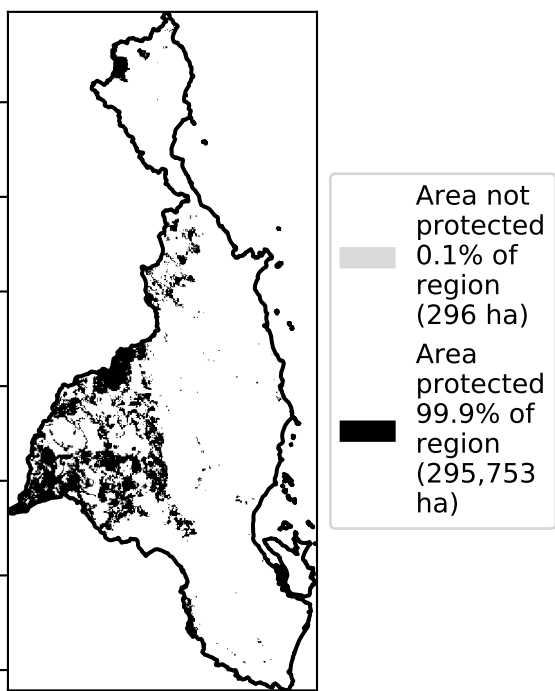 Area not
protected
0.1% of
region
(296 ha)
Area
protected
99.9% of
region
(295,753
ha)